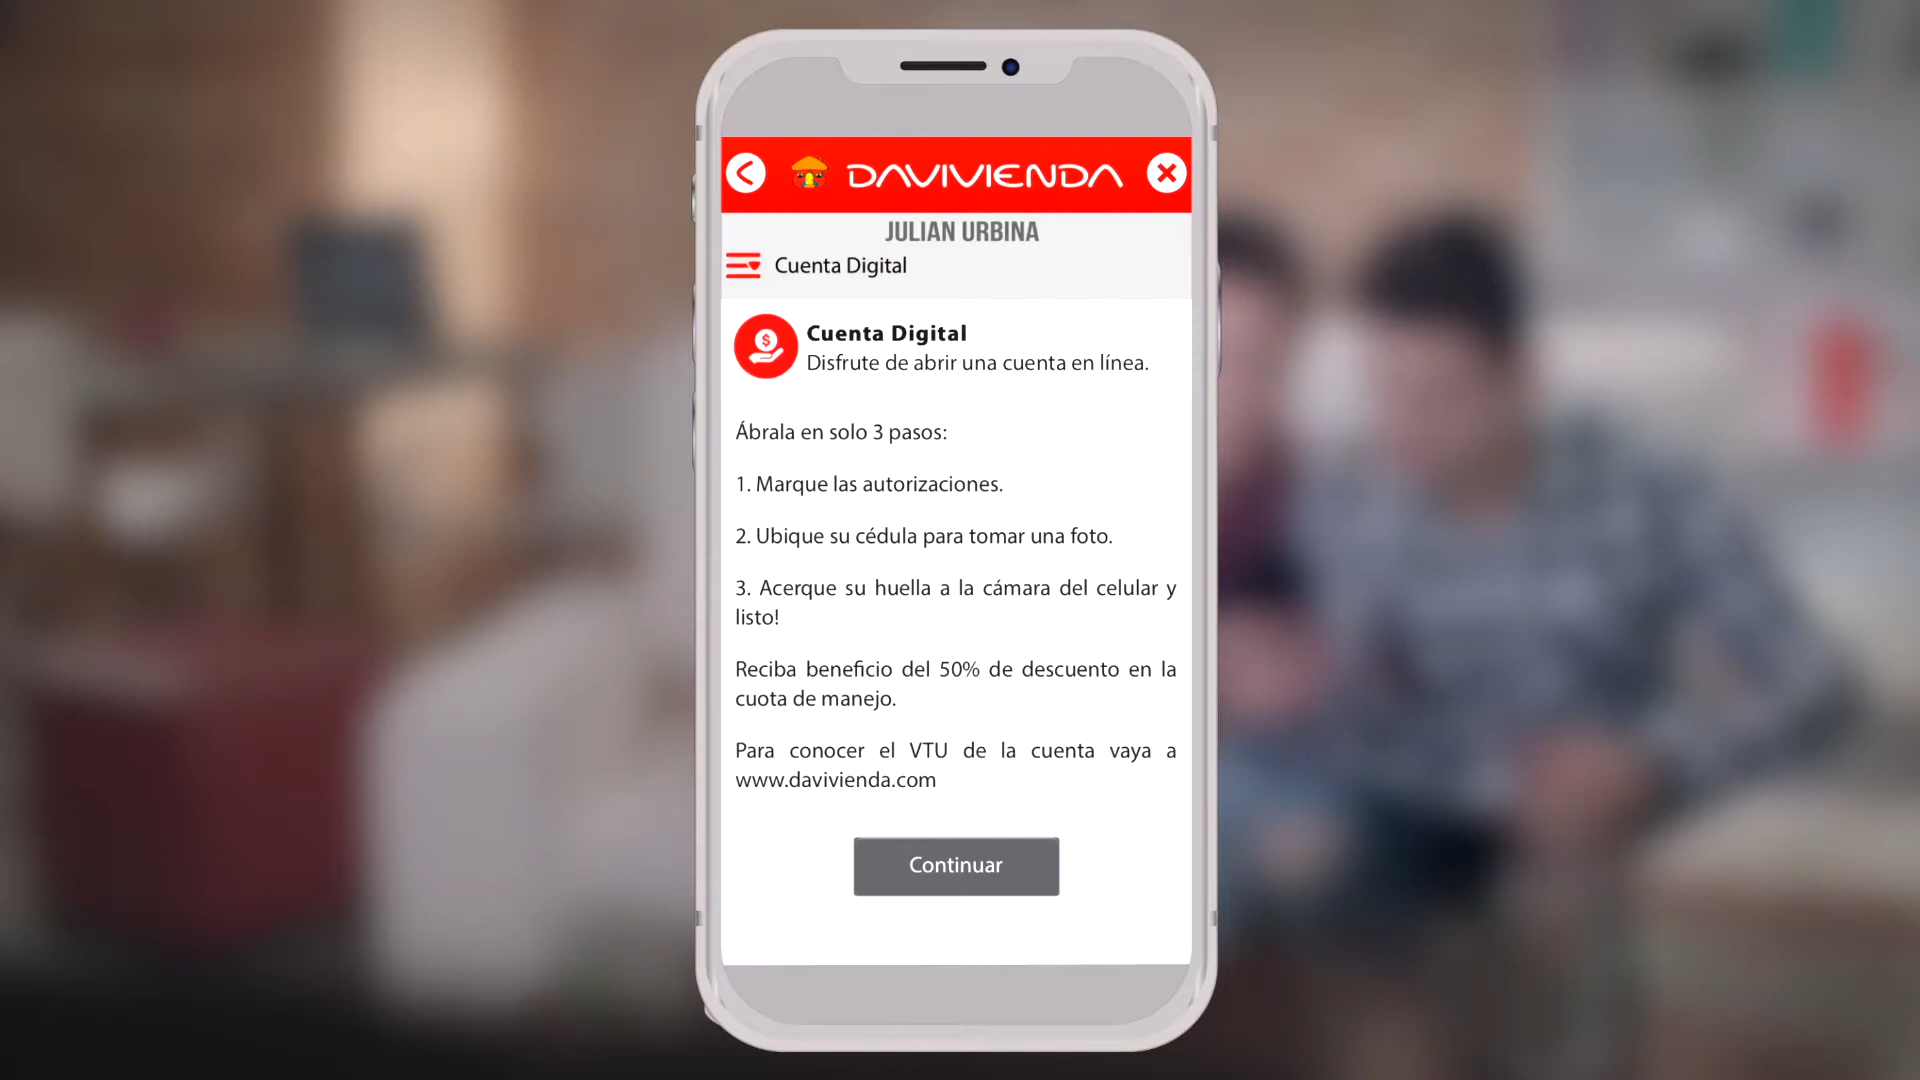 DAVIVIENDA
JULIAN URBINA
Cuenta Digital
Cuenta Digital
Disfrute de abrir una cuenta en línea.
Ábrala en solo 3 pasos:
1. Marque las autorizaciones.
2. Ubique su cédula para tomar una foto.
3. Acerque su huella a la cámara del celular y
listo!
Reciba beneficio del 50% de descuento en la
cuota de manejo.
Para conocer el VTU de la cuenta vaya a
www.davivienda.com
Continuar